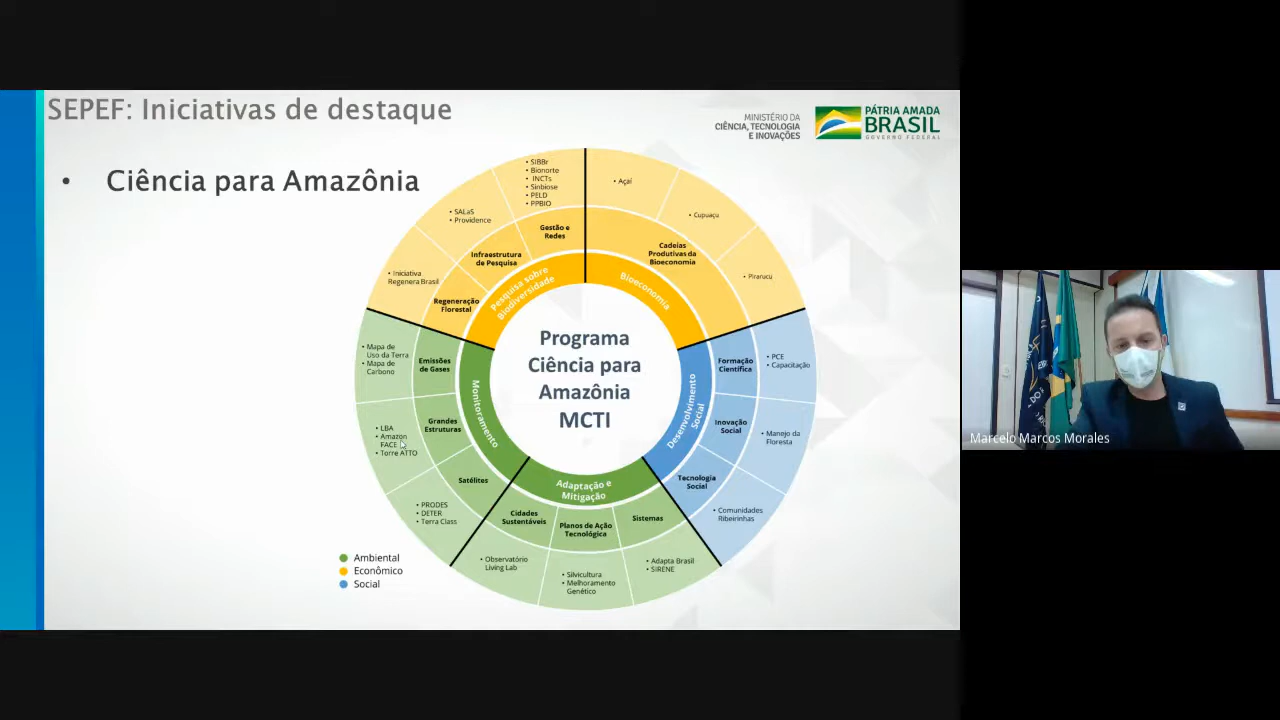 SEPEF: Iniciativas de destaque
MINISTÉRIO DA
CIÊNCIA, TECNOLOGIA
E INOVAÇÕES
PÁTRIA AMADA
BRASIL
GOVERNO FEDERAL
• Ciência para Amazônia
• SIBBr
• Bionorte
• INCTs
• Sinbiose
• PELD
• PPBIO
• Açaí
• SALaS
• Providence
• Cupuaçu
Gestão e
Redes
Cadeias
Produtivas da
Bioeconomia
Infraestrutura
de Pesquisa
• Iniciativa
Regenera Brasil
• Pirarucu
Regeneração
Florestal
Pesquisa sobre
Biodiversidade
Bioeconomia
Programa
Ciência para
Amazônia
MCTI
• Mapa de
Uso da Terra
• Mapa de
Carbono
Emissões
de Gases
Formação
Científica
• PCE
• Capacitação
Monitoramento
Desenvolvimento
Social
• LBA
• Amazon
FACE
• Torre ATTO
Grandes
Estruturas
Inovação
Social
• Manejo da
Floresta
Satélites
Adaptação e
Mitigação
Tecnologia
Social
• PRODES
• DETER
• Terra Class
Cidades
Sustentáveis
Planos de Ação
Tecnológica
Sistemas
• Comunidades
Ribeirinhas
• Observatório
Living Lab
• Silvicultura
• Melhoramento
Genético
• Adapta Brasil
• SIRENE
Ambiental
Econômico
Social
Marcelo Marcos Morales